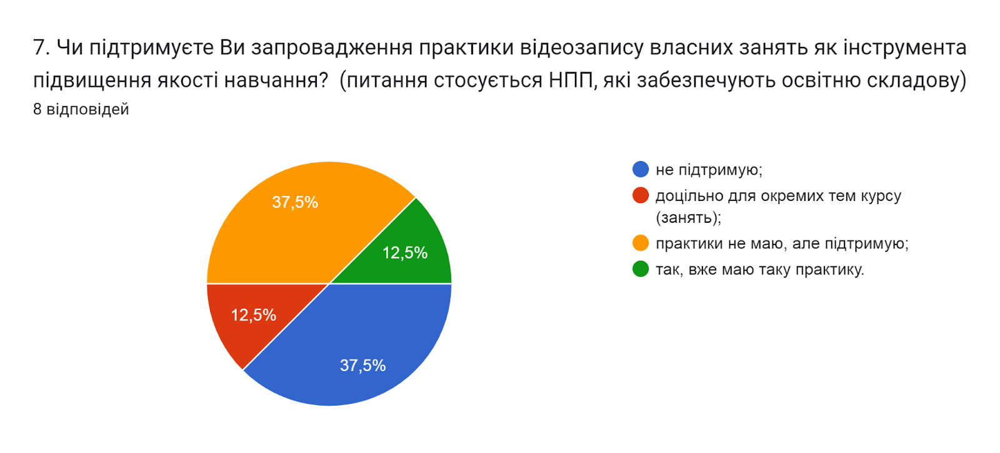 7. Чи підтримуєте Ви запровадження практики відеозапису власних занять як інструмента
підвищення якості навчання?  (питання стосується НПП, які забезпечують освітню складову)
8 відповідей
37,5%
12,5%
12,5%
37,5%
не підтримую;
доцільно для окремих тем курсу
(занять);
практики не маю, але підтримую;
так, вже маю таку практику.